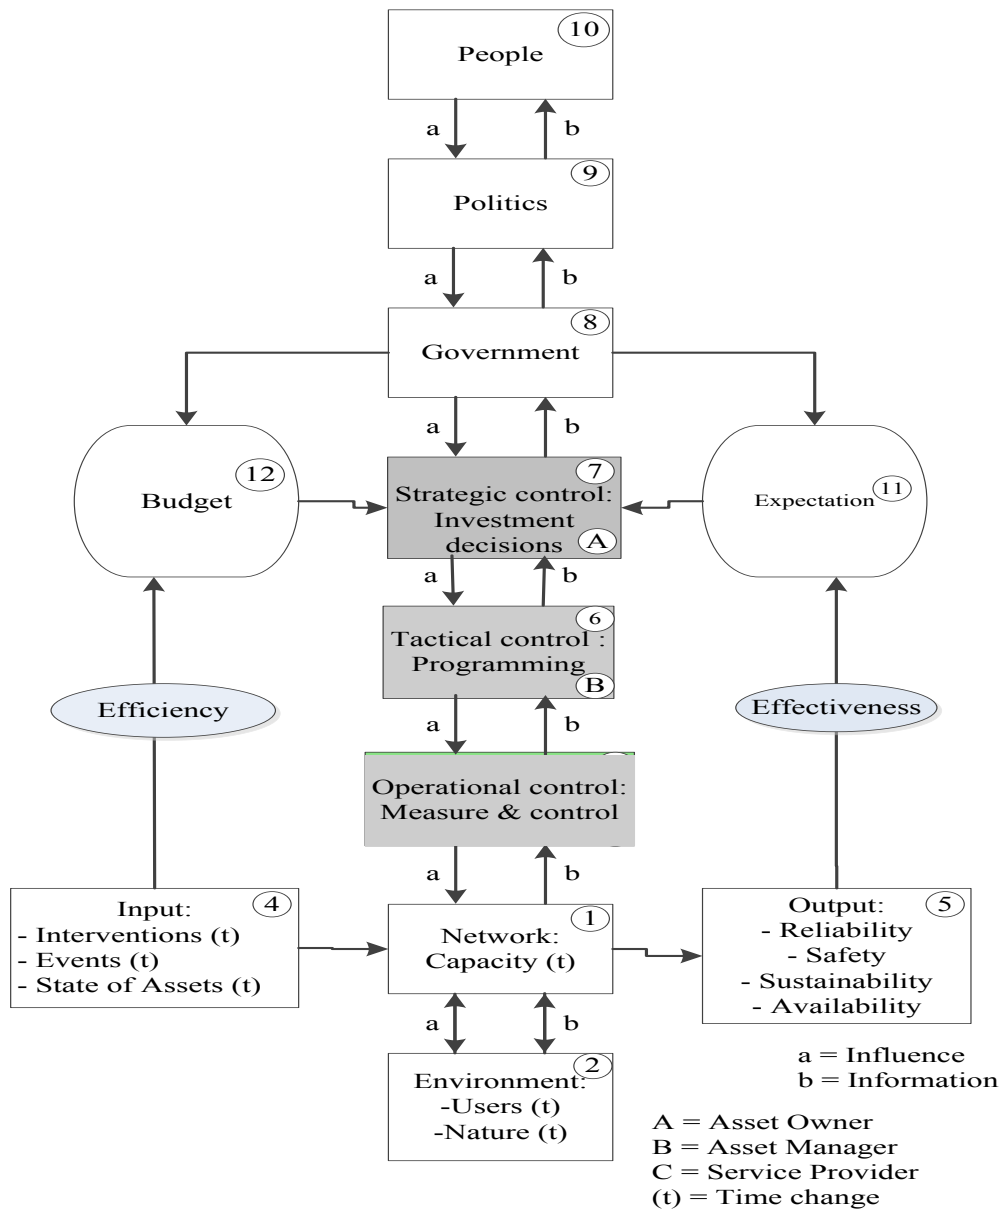 10
People
a
b
9
Politics
a
b
8
Government
a
b
12
Budget
7
Strategic control:
Investment
decisions
A
11
Expectation
a
b
6
Tactical control :
Programming
B
Efficiency
Effectiveness
a
b
Operational control:
Measure & control
a
b
4
Input:
- Interventions (t)
- Events (t)
- State of Assets (t)
1
Network:
Capacity (t)
5
Output:
- Reliability
- Safety
- Sustainability
- Availability
a
b
2
Environment:
-Users (t)
-Nature (t)
a = Influence
b = Information
A = Asset Owner
B = Asset Manager
C = Service Provider
(t) = Time change